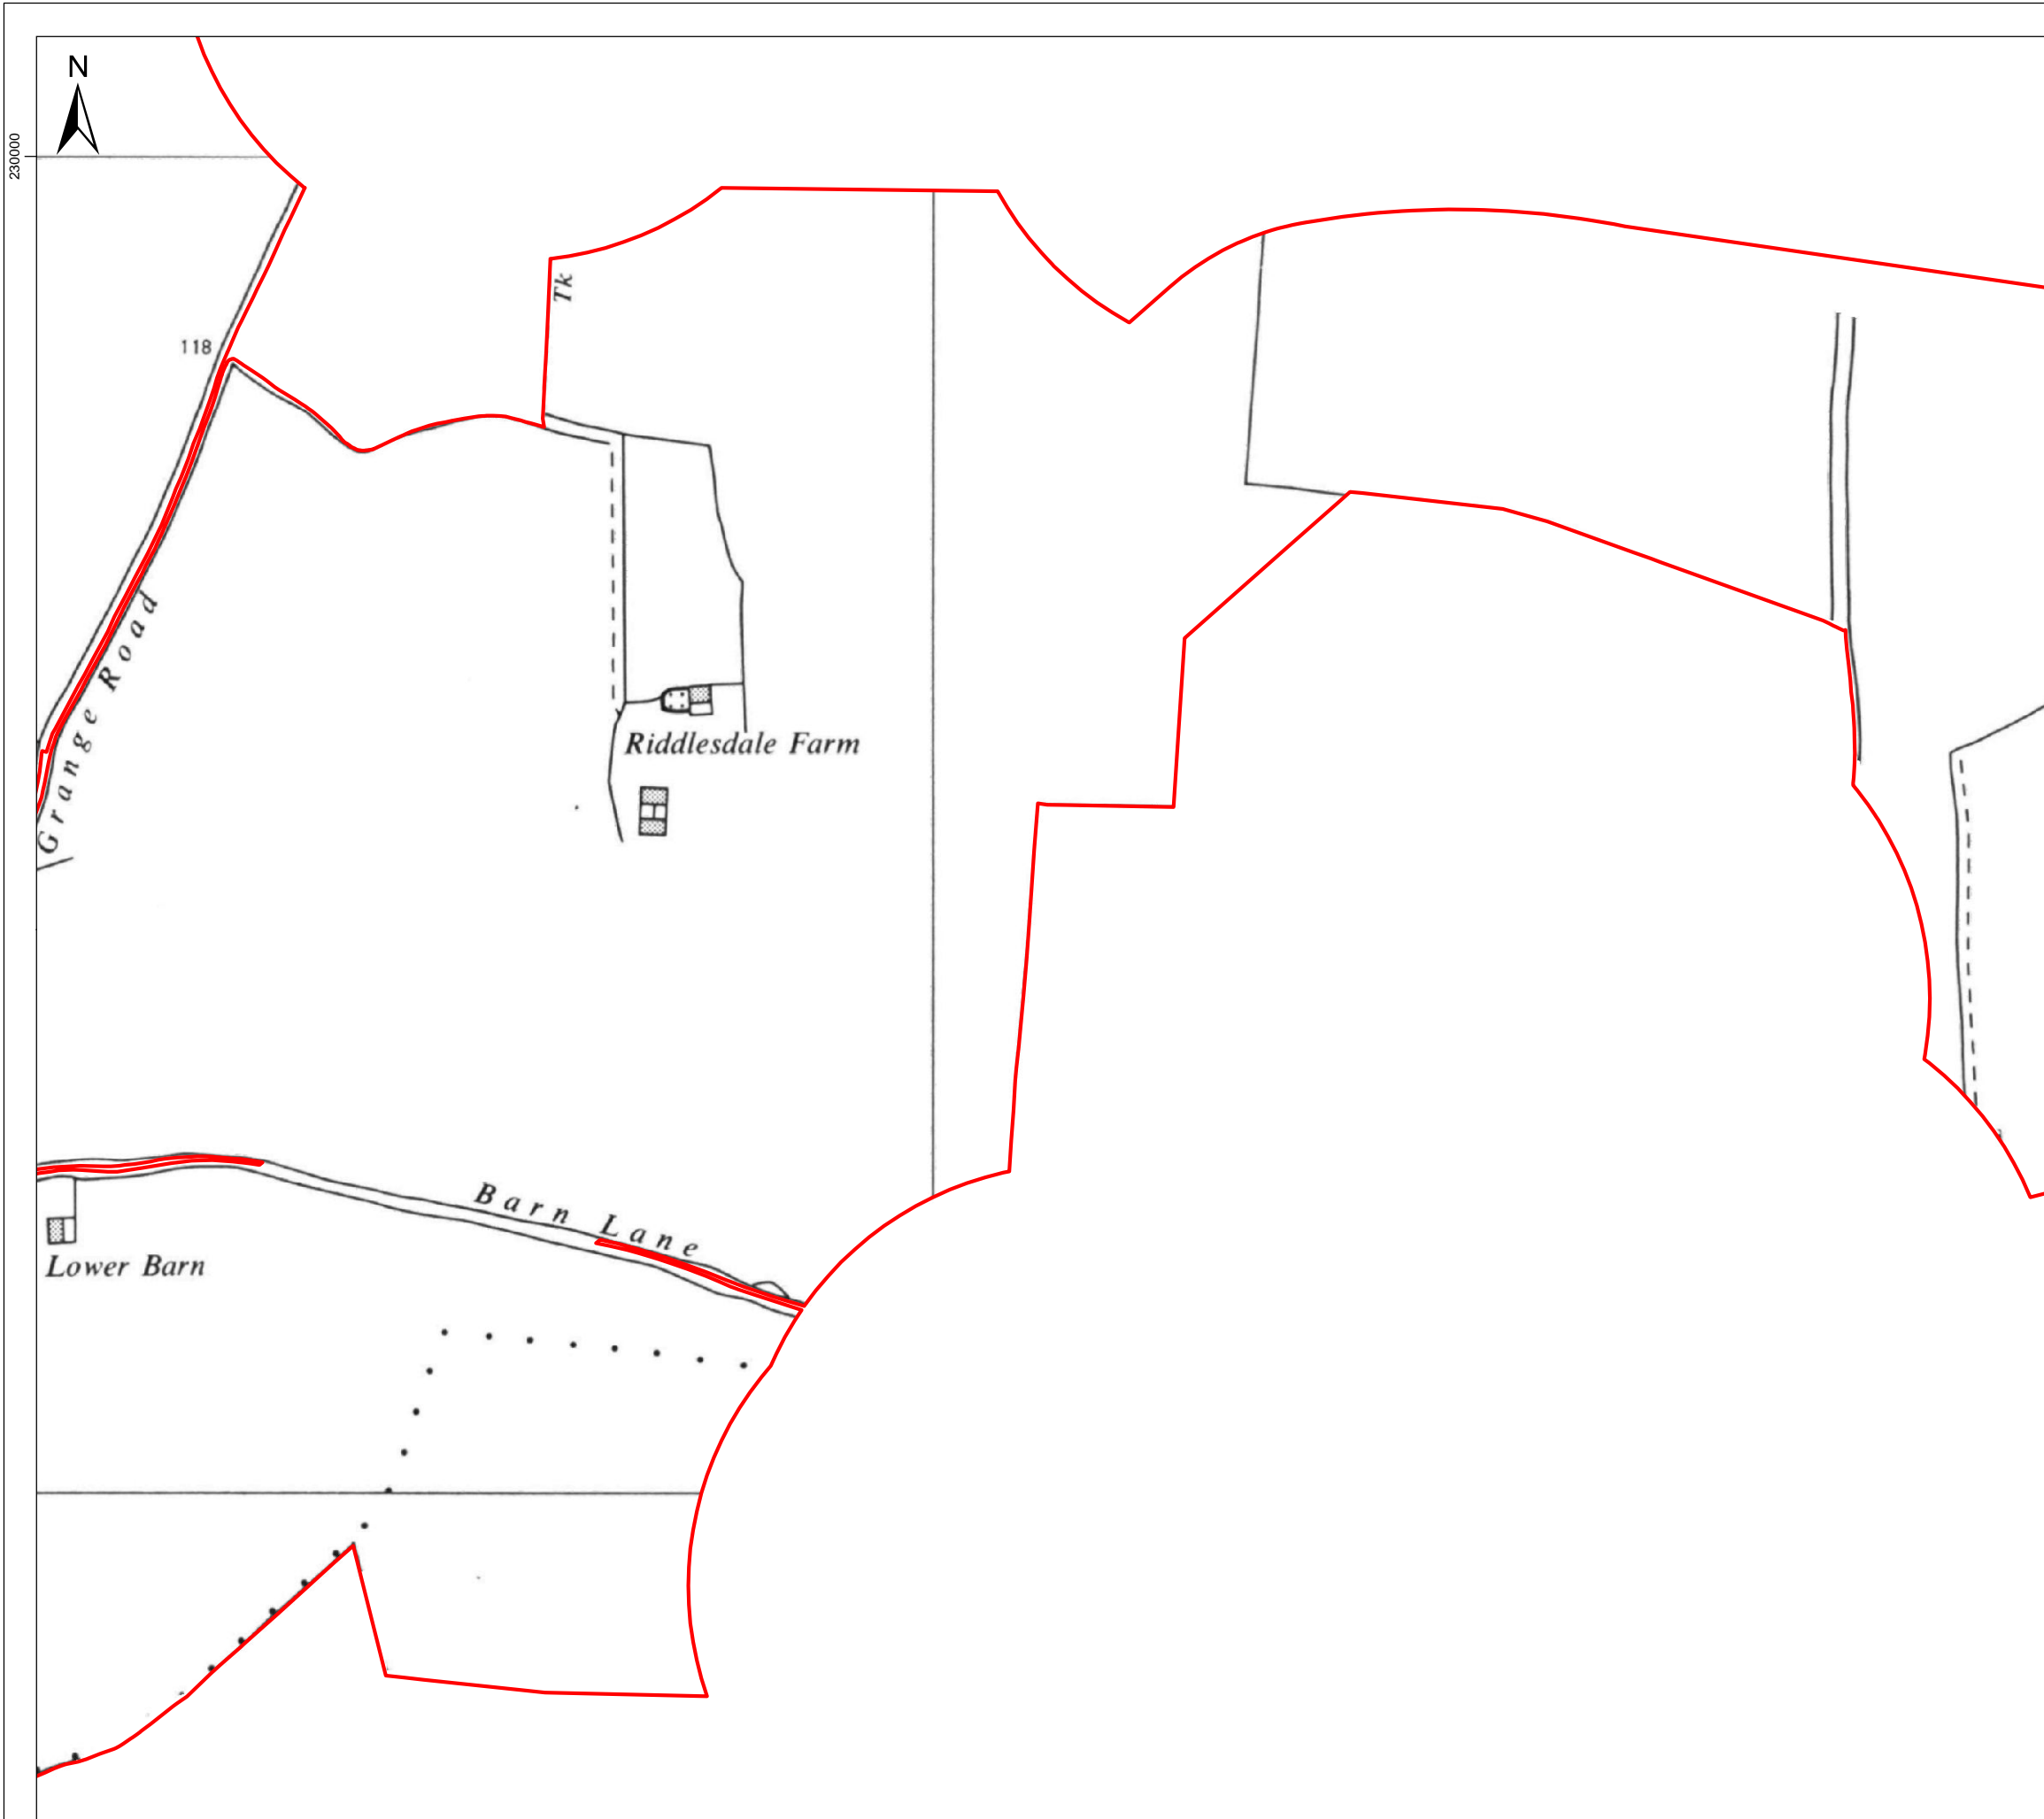 N
230000
Tk
118
Grange Road
Riddlesdale Farm
Barn Lane
Lower Barn